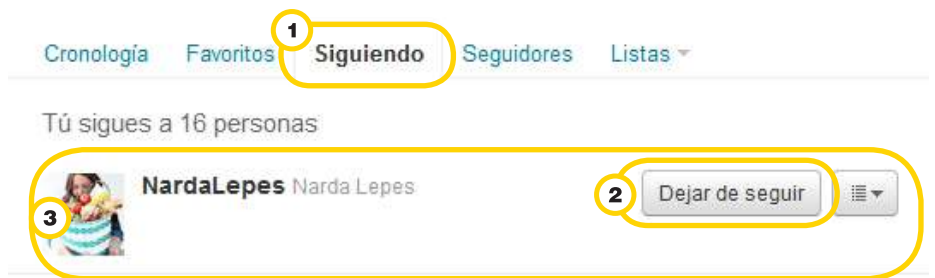 1
Cronología Favoritos Siguiendo Seguidores Listas
Tú sigues a 16 personas
NardaLepes Narda Lepes 2 Dejar de seguir
3